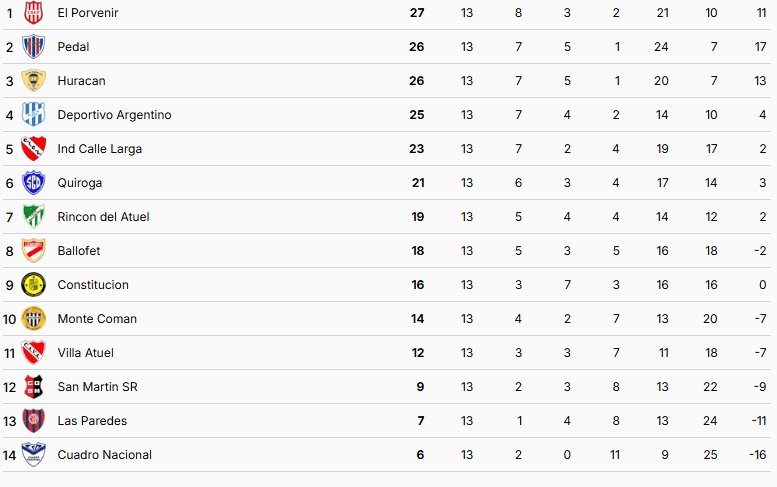 1 El Porvenir 27 13 8 3 2 21 10 11
2 Pedal 26 13 7 5 1 24 7 17
3 Huracan 26 13 7 5 1 20 7 13
4 Deportivo Argentino 25 13 7 4 2 14 10 4
5 Ind Calle Larga 23 13 7 2 4 19 17 2
6 Quiroga 21 13 6 3 4 17 14 3
7 Rincon del Atuel 19 13 5 4 4 14 12 2
8 Ballofet 18 13 5 3 5 16 18 -2
9 Constitucion 16 13 3 7 3 16 16 0
10 Monte Coman 14 13 4 2 7 13 20 -7
11 Villa Atuel 12 13 3 3 7 11 18 -7
12 San Martin SR 9 13 2 3 8 13 22 -9
13 Las Paredes 7 13 1 4 8 13 24 -11
14 Cuadro Nacional 6 13 2 0 11 9 25 -16